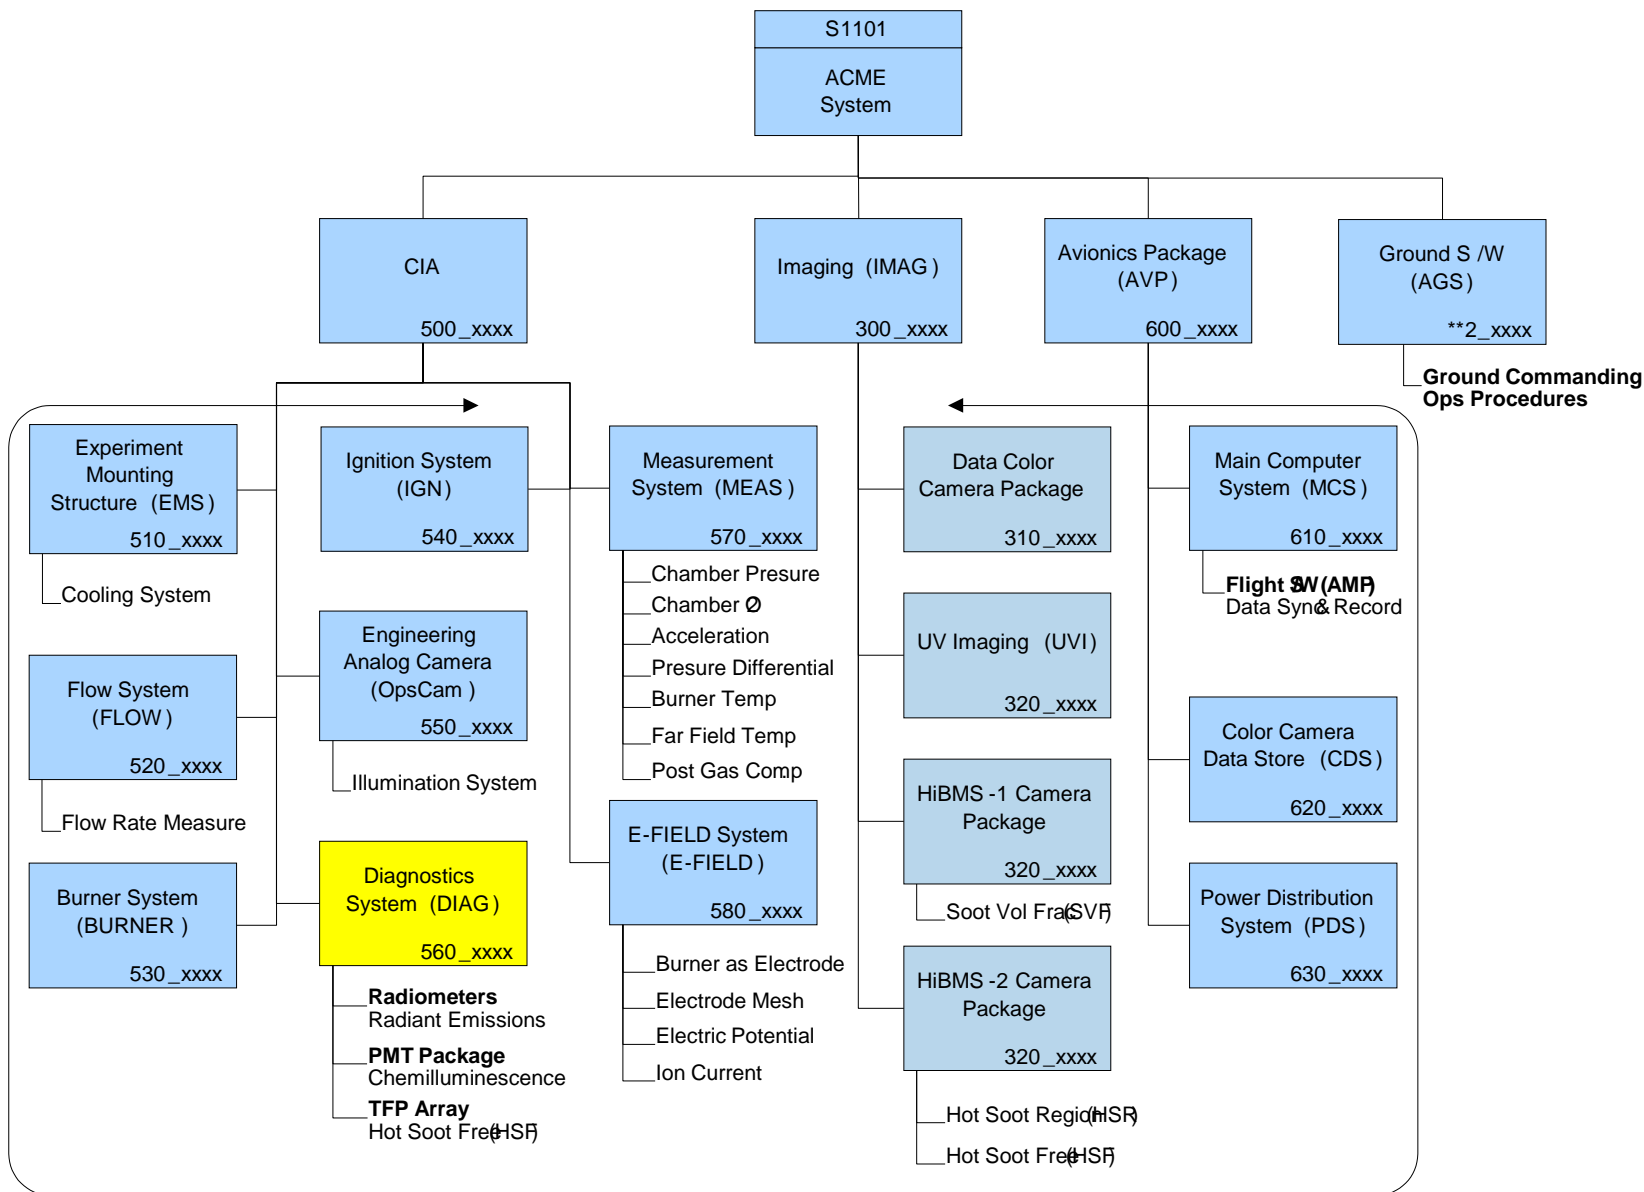 S1101
ACME
System
CIA
500_xxxx
Imaging (IMAG)
300_xxxx
Avionics Package
(AVP)
600_xxxx
Ground S /W
(AGS)
**2_xxxx
Ground Commanding
Ops Procedures
Experiment
Mounting
Structure (EMS)
510_xxxx
Cooling System
Flow System
(FLOW)
520_xxxx
Flow Rate Measure
Burner System
(BURNER)
530_xxxx
Ignition System
(IGN)
540_xxxx
Engineering
Analog Camera
(OpsCam)
550_xxxx
Illumination System
Diagnostics
System (DIAG)
560_xxxx
Radiometers
Radiant Emissions
PMT Package
Chemilluminescence
TFP Array
Hot Soot Free (HSF)
Measurement
System (MEAS)
570_xxxx
Chamber Presure
Chamber O2
Acceleration
Presure Differential
Burner Temp
Far Field Temp
Post Gas Comp.
E-FIELD System
(E-FIELD)
580_xxxx
Burner as Electrode
Electrode Mesh
Electric Potential
Ion Current
Data Color
Camera Package
310_xxxx
UV Imaging (UVI)
320_xxxx
HiBMS -1 Camera
Package
320_xxxx
Soot Vol Frac (SVF)
HiBMS -2 Camera
Package
320_xxxx
Hot Soot Region (HSR)
Hot Soot Free (HSF)
Main Computer
System (MCS)
610_xxxx
Flight S/W (AMP)
Data Sync & Record
Color Camera
Data Store (CDS)
620_xxxx
Power Distribution
System (PDS)
630_xxxx